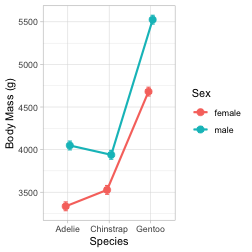 5500
5000
4500
4000
3500
Body Mass (g)
Adelie Chinstrap Gentoo
Species
Sex
female
male